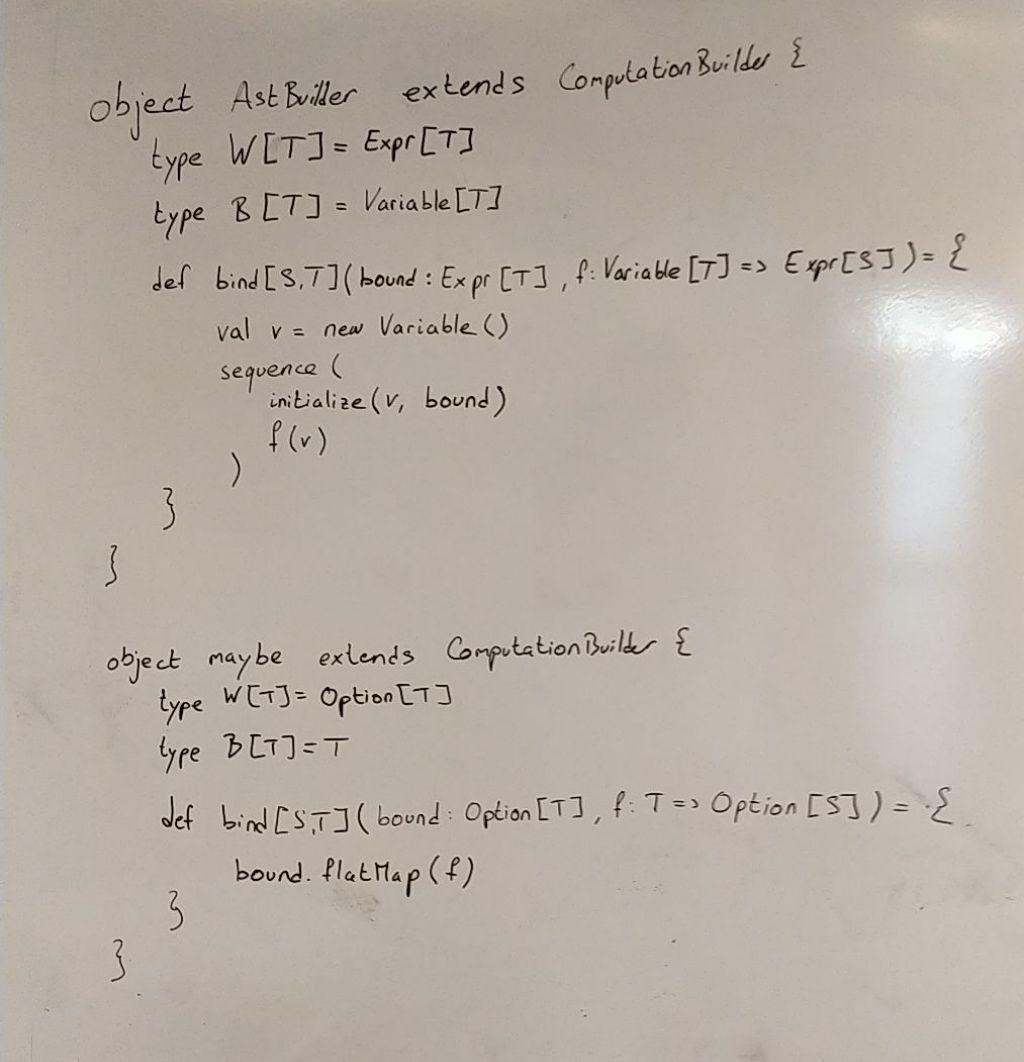 object AstBuilder extends ComputationBuilder {
type W[T] = Expr[T]
type B[T] = Variable[T]
def bind[S,T](bound: Expr[T], f: Variable[T] => Expr[S]) = {
val v = new Variable()
sequence (
initialize(v, bound)
f(v)
)
}
}
object maybe extends ComputationBuilder {
type W[T] = Option[T]
type B[T] = T
def bind[S,T](bound: Option[T], f: T => Option[S]) = {
bound.flatMap(f)
}
}